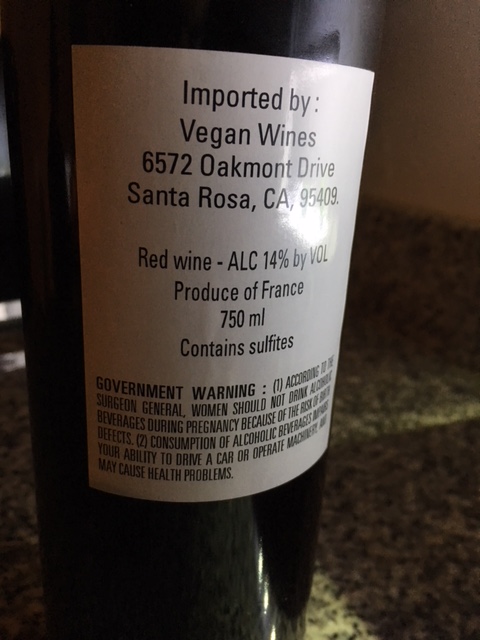 Imported by :
Vegan Wines
6572 Oakmont Drive
Santa Rosa, CA, 95409.
Red wine - ALC 14% by VOL
Produce of France
750 ml
Contains sulfites
GOVERNMENT WARNING : (1) ACCORDING TO THE
SURGEON GENERAL, WOMEN SHOULD NOT DRINK ALCOHOLIC
BEVERAGES DURING PREGNANCY BECAUSE OF THE RISK OF BIRTH
DEFECTS. (2) CONSUMPTION OF ALCOHOLIC BEVERAGES IMPAIRS
YOUR ABILITY TO DRIVE A CAR OR OPERATE MACHINERY, AND
MAY CAUSE HEALTH PROBLEMS.